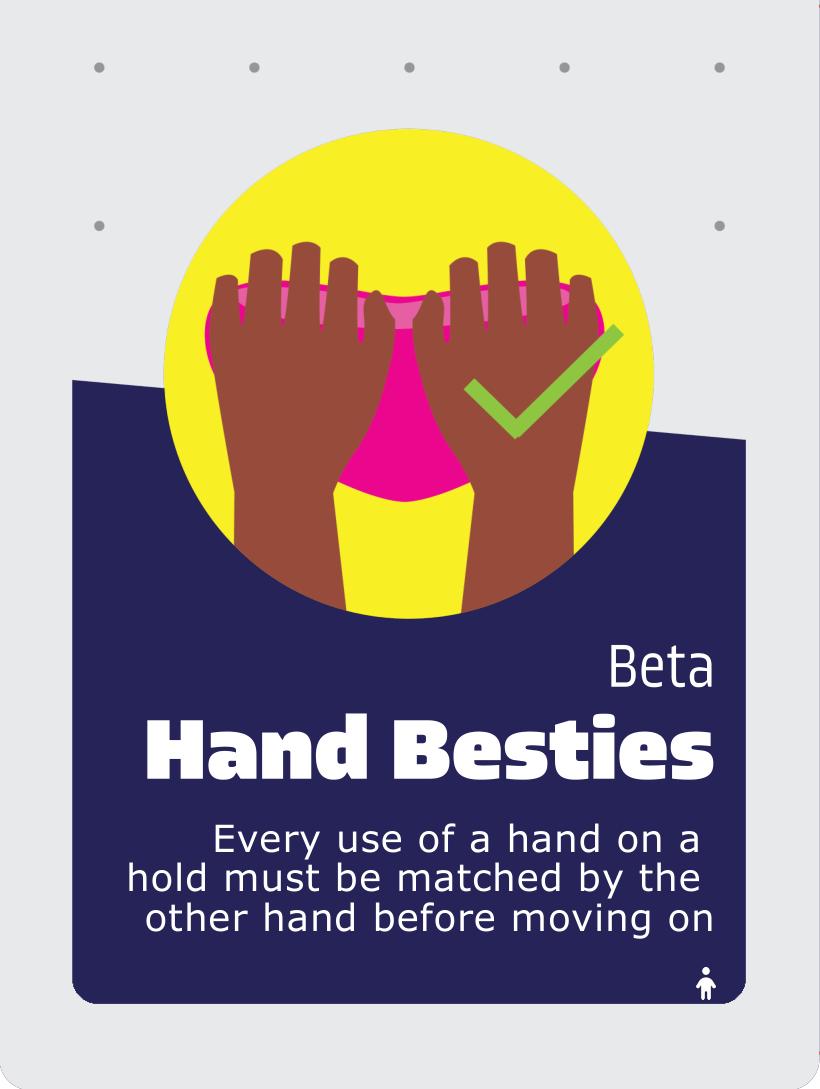 Beta
Hand Besties
Every use of a hand on a
hold must be matched by the
other hand before moving on